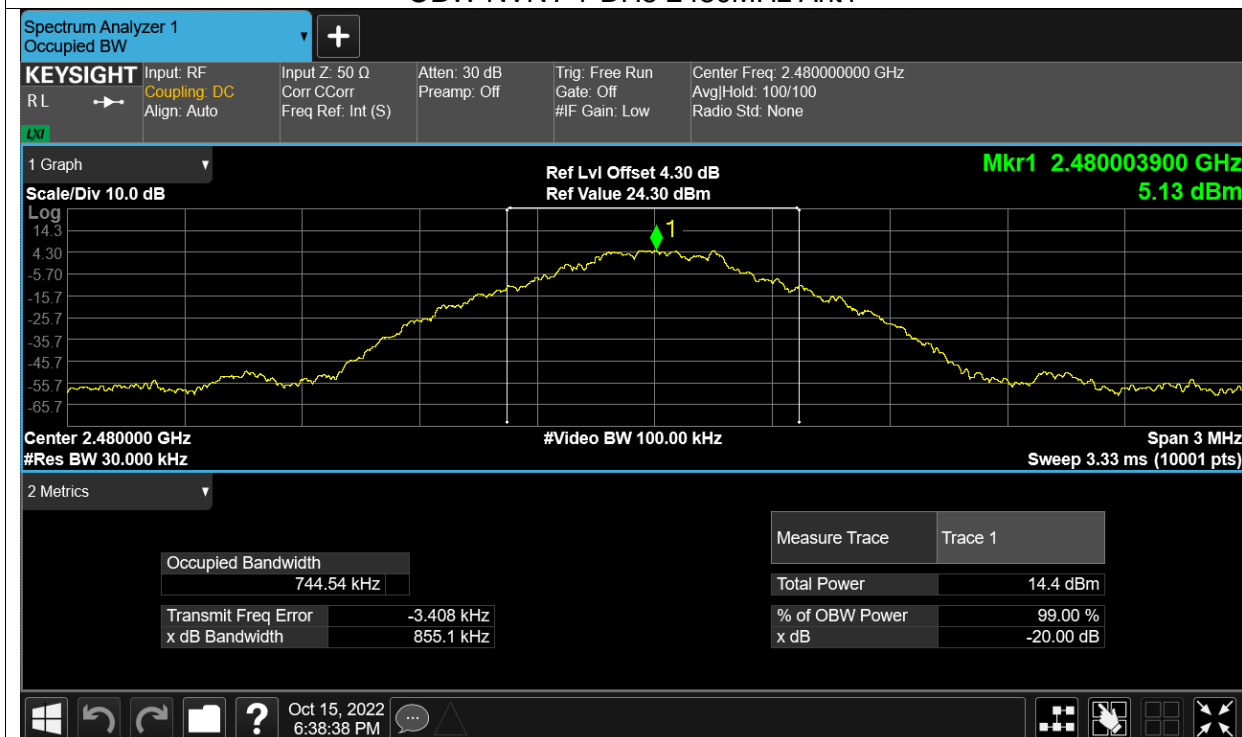 Spectrum Analyzer 1
Occupied BW
KEYSIGHT
RL
LXI
Input: RF
Coupling: DC
Align: Auto
Input Z: 50 Ω
Corr CCorr
Freq Ref: Int (S)
Atten: 30 dB
Preamp: Off
Trig: Free Run
Gate: Off
#IF Gain: Low
Center Freq: 2.480000000 GHz
Avg|Hold: 100/100
Radio Std: None
1 Graph
Scale/Div 10.0 dB
Ref Lvl Offset 4.30 dB
Ref Value 24.30 dBm
Mkr1 2.480003900 GHz
5.13 dBm
Log
14.3
4.30
-5.70
-15.7
-25.7
-35.7
-45.7
-55.7
-65.7
1
Center 2.480000 GHz
#Res BW 30.000 kHz
#Video BW 100.00 kHz
Span 3 MHz
Sweep 3.33 ms (10001 pts)
2 Metrics
Occupied Bandwidth
744.54 kHz
Transmit Freq Error -3.408 kHz
x dB Bandwidth 855.1 kHz
Measure Trace Trace 1
Total Power 14.4 dBm
% of OBW Power 99.00 %
x dB -20.00 dB
?
Oct 15, 2022
6:38:38 PM